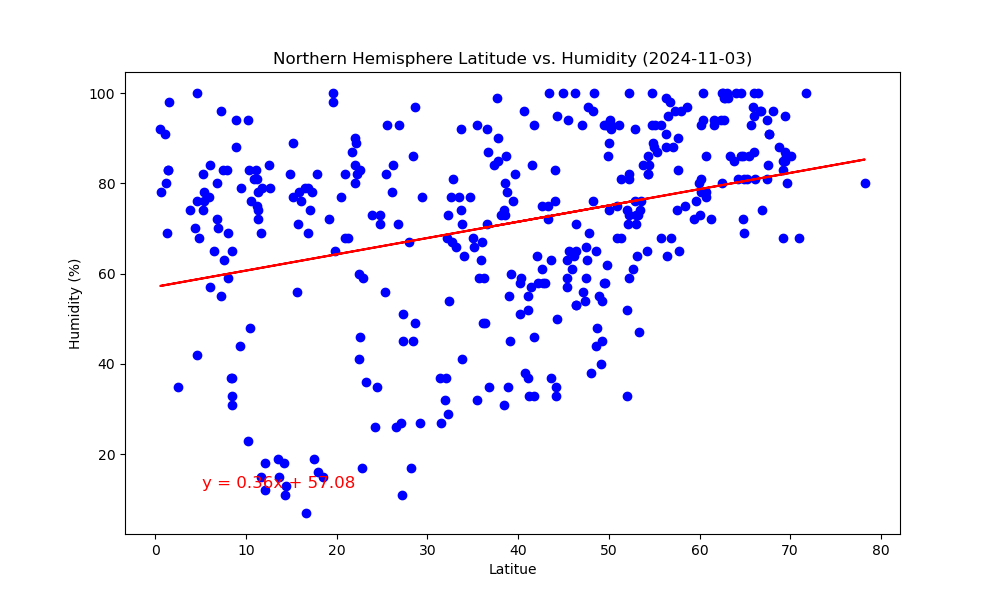 Northern Hemisphere Latitude vs. Humidity (2024-11-03)
Humidity (%)
100
80
60
40
20
y = 0.36x + 57.08
0 10 20 30 40 50 60 70 80
Latitue